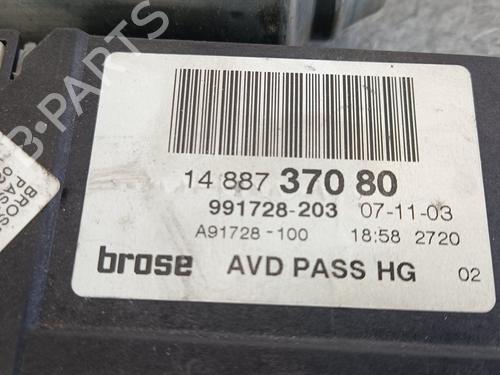 14 887 370 80
991728-203 07-11-03
A91728-100 18:58 2720
brose AVD PASS HG 02
B-PARTS